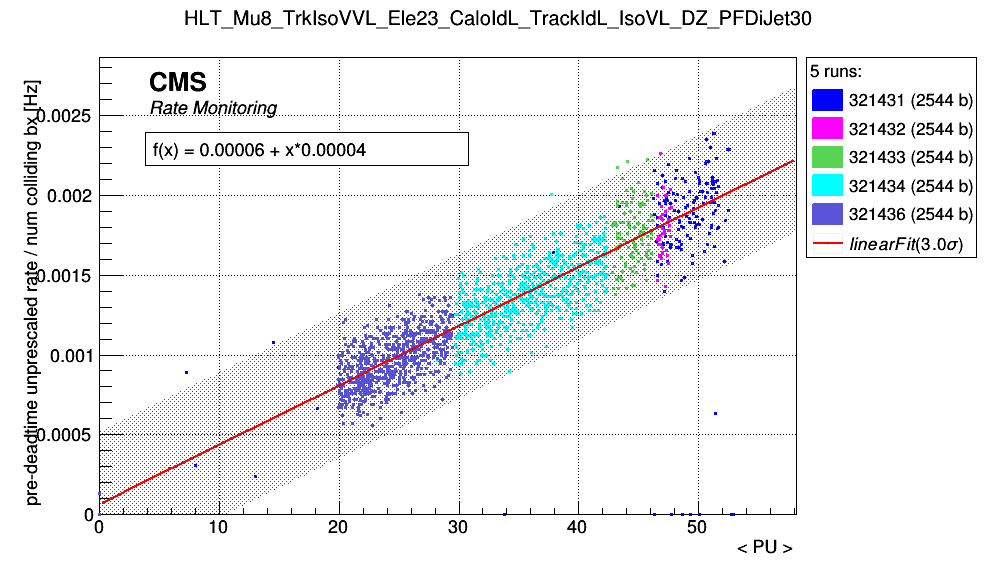 HLT_Mu8_TrkIsoVVL_Ele23_CaloIdL_TrackIdL_IsoVL_DZ_PFDiJet30
CMS
Rate Monitoring
f(x) = 0.00006 + x*0.00004
pre-deadtime unprescaled rate / num colliding bx [Hz]
0.0025
0.002
0.0015
0.001
0.0005
0
0 10 20 30 40 50
< PU >
5 runs:
321431 (2544 b)
321432 (2544 b)
321433 (2544 b)
321434 (2544 b)
321436 (2544 b)
linearFit(3.0σ)